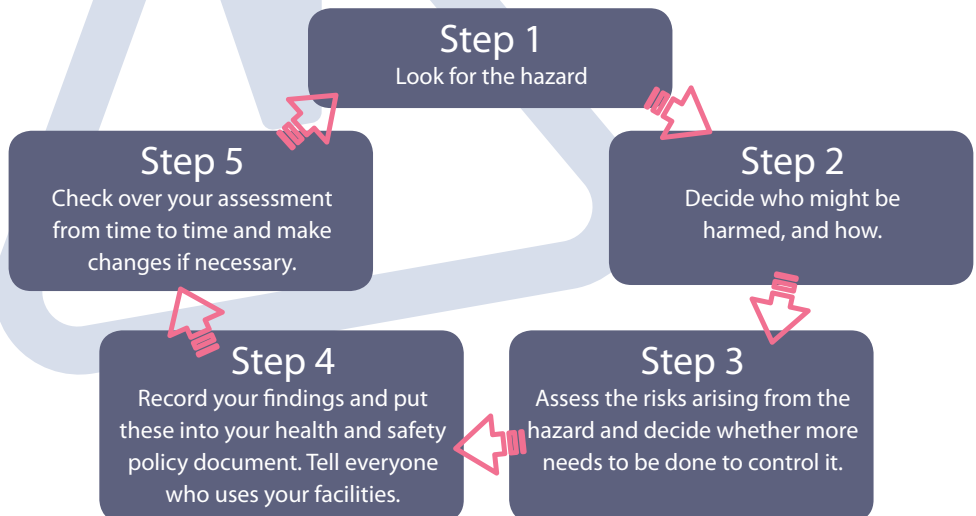 Step 1
Look for the hazard
Step 2
Decide who might be
harmed, and how.
Step 3
Assess the risks arising from the
hazard and decide whether more
needs to be done to control it.
Step 4
Record your findings and put
these into your health and safety
policy document. Tell everyone
who uses your facilities.
Step 5
Check over your assessment
from time to time and make
changes if necessary.